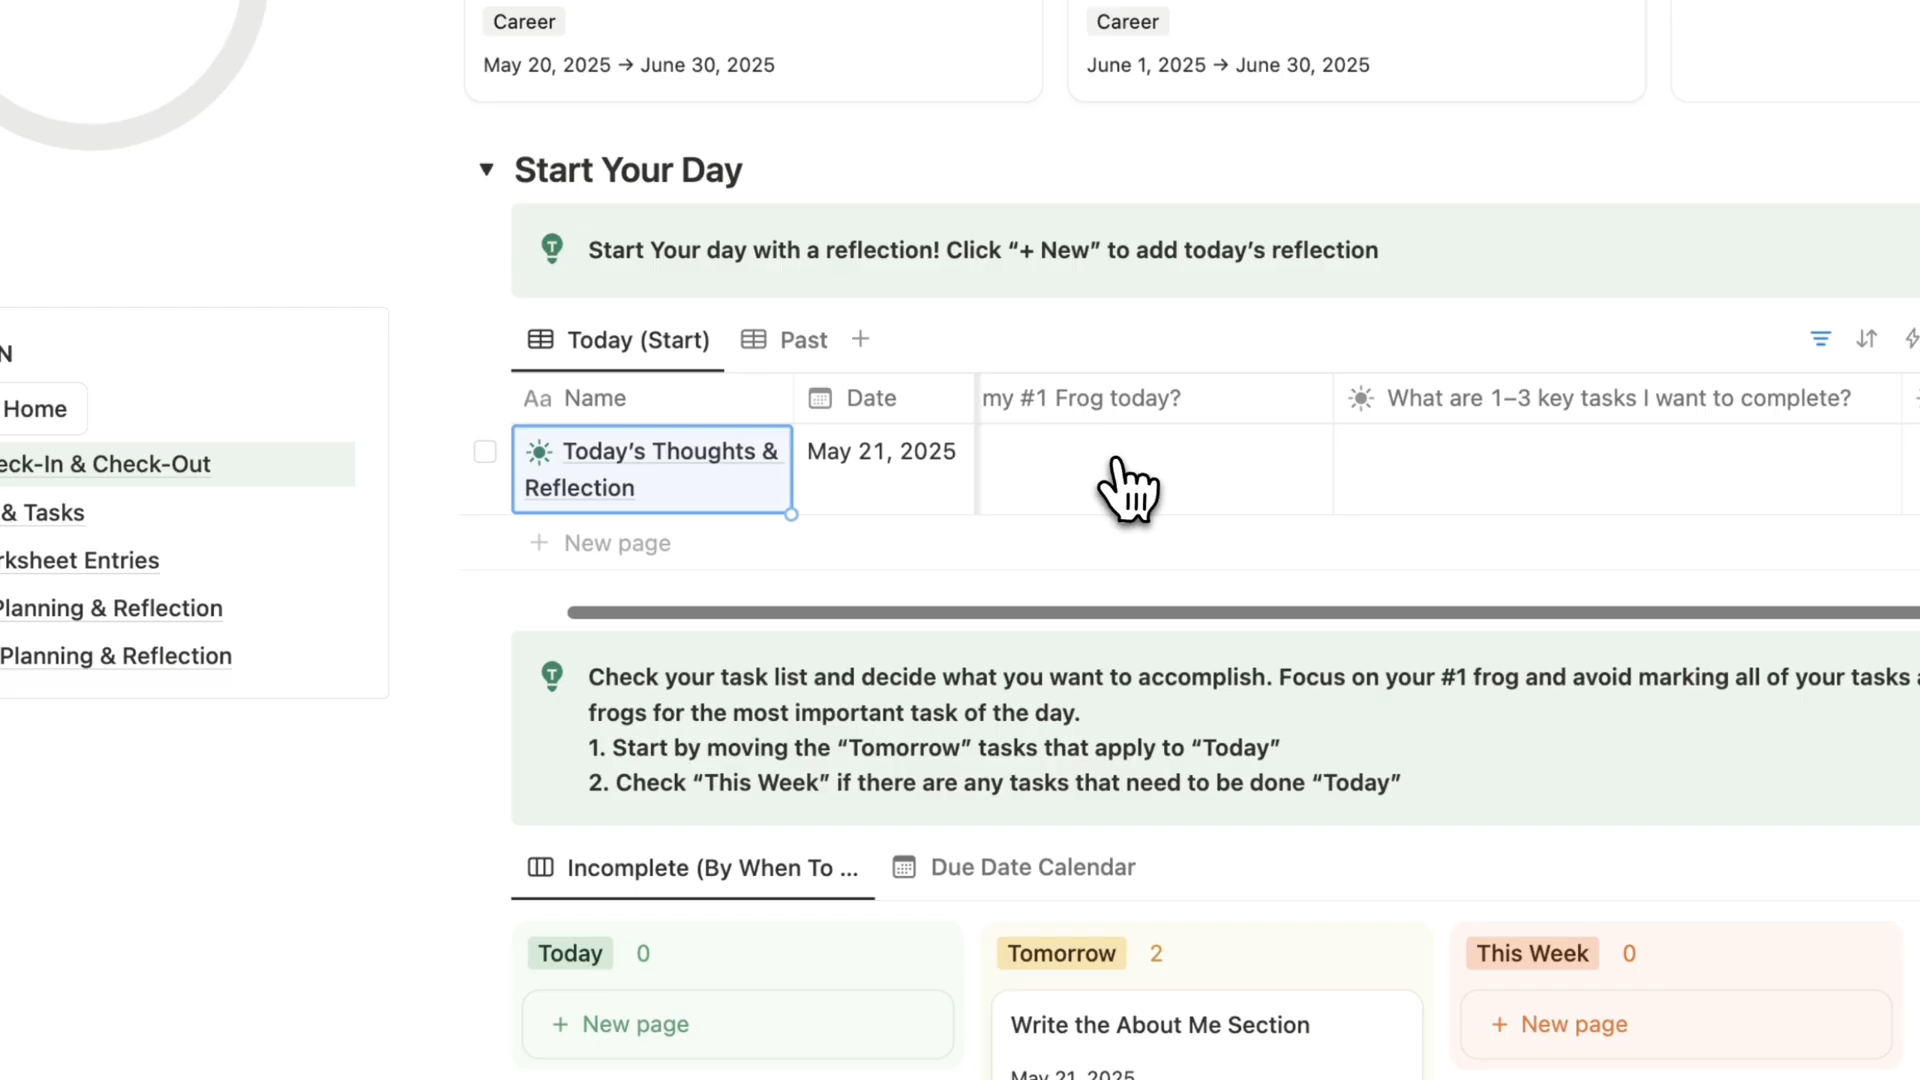 Career
May 20, 2025 → June 30, 2025
Career
June 1, 2025 → June 30, 2025
Start Your Day
Start Your day with a reflection! Click “+ New” to add today’s reflection
Today (Start)
Past
Aa Name
Date
my #1 Frog today?
What are 1–3 key tasks I want to complete?
Today’s Thoughts &
Reflection
May 21, 2025
+ New page
N
Home
eck-In & Check-Out
& Tasks
rksheet Entries
Planning & Reflection
Planning & Reflection
Check your task list and decide what you want to accomplish. Focus on your #1 frog and avoid marking all of your tasks a
frogs for the most important task of the day.
1. Start by moving the “Tomorrow” tasks that apply to “Today”
2. Check “This Week” if there are any tasks that need to be done “Today”
Incomplete (By When To ...
Due Date Calendar
Today 0
+ New page
Tomorrow 2
Write the About Me Section
May 21, 2025
This Week 0
+ New page